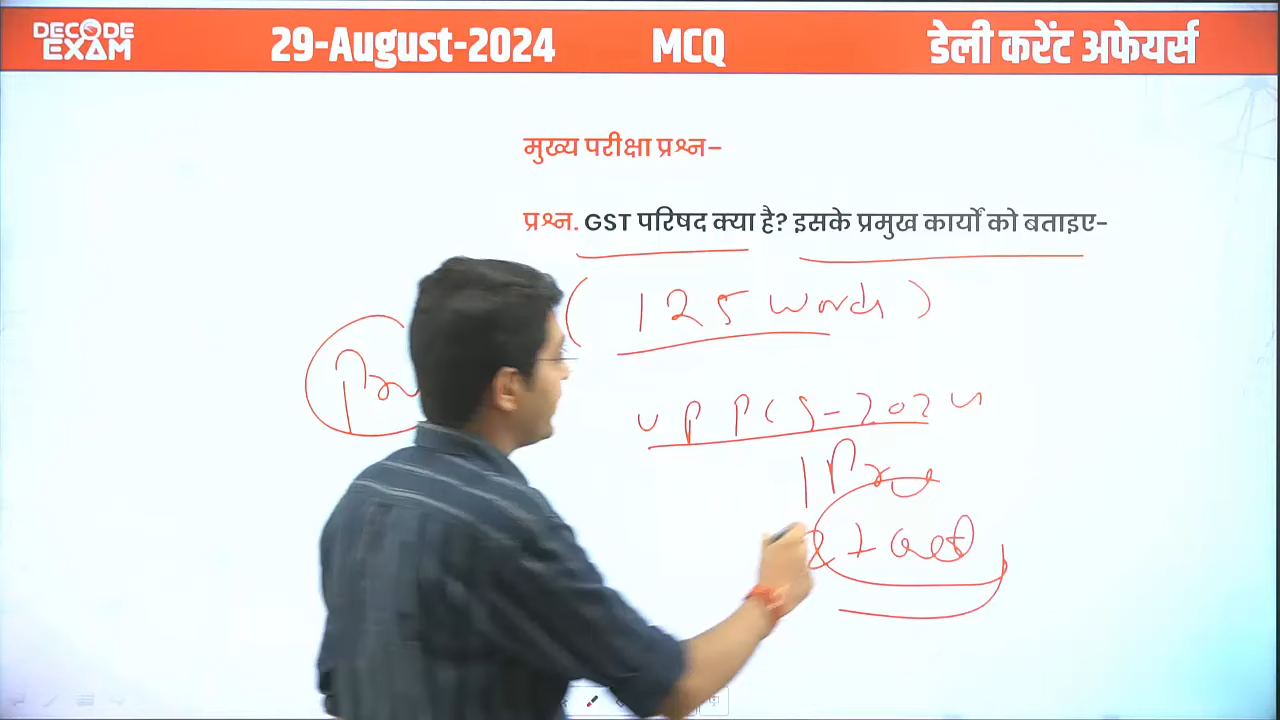 DECODE EXAM
29-August-2024 MCQ डेली करेंट अफेयर्स
मुख्य परीक्षा प्रश्न-
प्रश्न. GST परिषद क्या है? इसके प्रमुख कार्यों को बताइए-
( 125 words )
UPPCS-2024